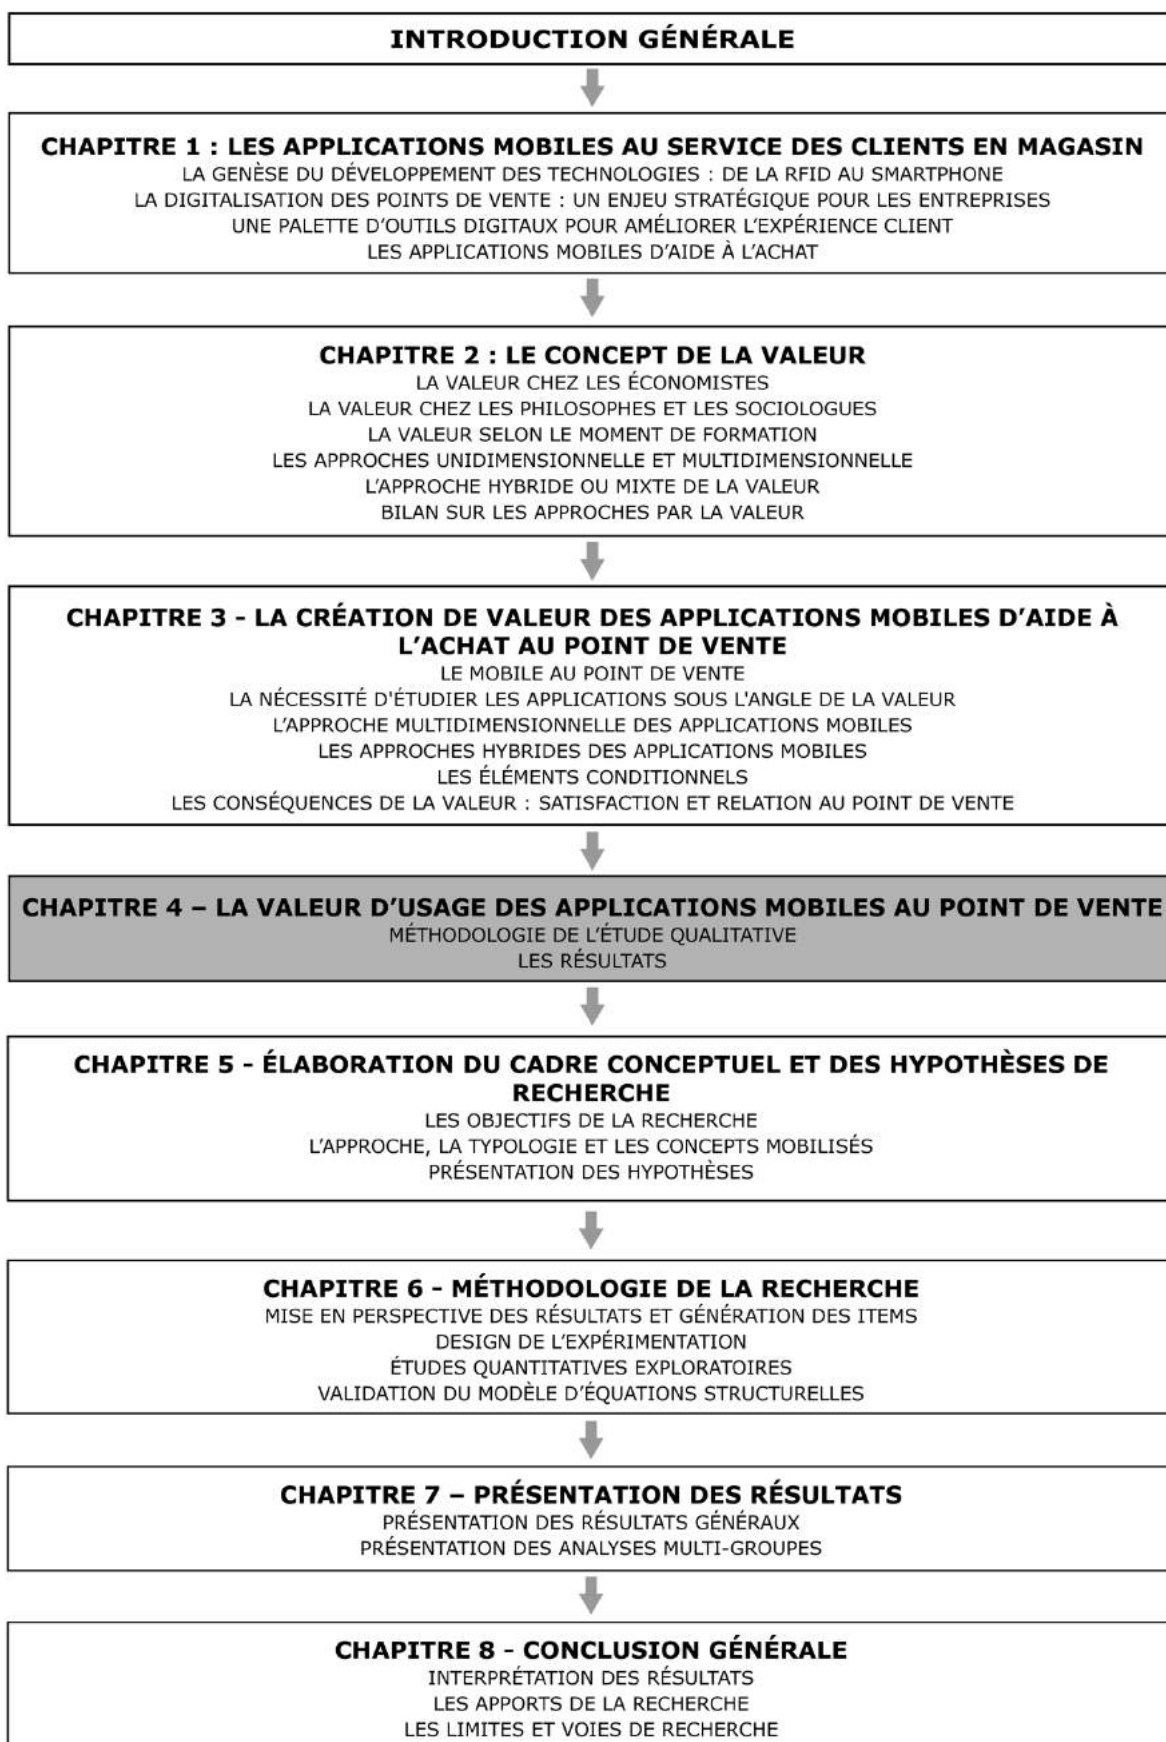 INTRODUCTION GÉNÉRALE
CHAPITRE 1 : LES APPLICATIONS MOBILES AU SERVICE DES CLIENTS EN MAGASIN
LA GENÈSE DU DÉVELOPPEMENT DES TECHNOLOGIES : DE LA RFID AU SMARTPHONE
LA DIGITALISATION DES POINTS DE VENTE : UN ENJEU STRATÉGIQUE POUR LES ENTREPRISES
UNE PALETTE D'OUTILS DIGITAUX POUR AMÉLIORER L'EXPÉRIENCE CLIENT
LES APPLICATIONS MOBILES D'AIDE À L'ACHAT
CHAPITRE 2 : LE CONCEPT DE LA VALEUR
LA VALEUR CHEZ LES ÉCONOMISTES
LA VALEUR CHEZ LES PHILOSOPHES ET LES SOCIOLOGUES
LA VALEUR SELON LE MOMENT DE FORMATION
LES APPROCHES UNIDIMENSIONNELLE ET MULTIDIMENSIONNELLE
L'APPROCHE HYBRIDE OU MIXTE DE LA VALEUR
BILAN SUR LES APPROCHES PAR LA VALEUR
CHAPITRE 3 - LA CRÉATION DE VALEUR DES APPLICATIONS MOBILES D'AIDE À
L'ACHAT AU POINT DE VENTE
LE MOBILE AU POINT DE VENTE
LA NÉCESSITÉ D'ÉTUDIER LES APPLICATIONS SOUS L'ANGLE DE LA VALEUR
L'APPROCHE MULTIDIMENSIONNELLE DES APPLICATIONS MOBILES
LES APPROCHES HYBRIDES DES APPLICATIONS MOBILES
LES ÉLÉMENTS CONDITIONNELS
LES CONSÉQUENCES DE LA VALEUR : SATISFACTION ET RELATION AU POINT DE VENTE
CHAPITRE 4 – LA VALEUR D'USAGE DES APPLICATIONS MOBILES AU POINT DE VENTE
MÉTHODOLOGIE DE L'ÉTUDE QUALITATIVE
LES RÉSULTATS
CHAPITRE 5 - ÉLABORATION DU CADRE CONCEPTUEL ET DES HYPOTHÈSES DE
RECHERCHE
LES OBJECTIFS DE LA RECHERCHE
L'APPROCHE, LA TYPOLOGIE ET LES CONCEPTS MOBILISÉS
PRÉSENTATION DES HYPOTHÈSES
CHAPITRE 6 - MÉTHODOLOGIE DE LA RECHERCHE
MISE EN PERSPECTIVE DES RÉSULTATS ET GÉNÉRATION DES ITEMS
DESIGN DE L'EXPÉRIMENTATION
ÉTUDES QUANTITATIVES EXPLORATOIRES
VALIDATION DU MODÈLE D'ÉQUATIONS STRUCTURELLES
CHAPITRE 7 – PRÉSENTATION DES RÉSULTATS
PRÉSENTATION DES RÉSULTATS GÉNÉRAUX
PRÉSENTATION DES ANALYSES MULTI-GROUPES
CHAPITRE 8 - CONCLUSION GÉNÉRALE
INTERPRÉTATION DES RÉSULTATS
LES APPORTS DE LA RECHERCHE
LES LIMITES ET VOIES DE RECHERCHE